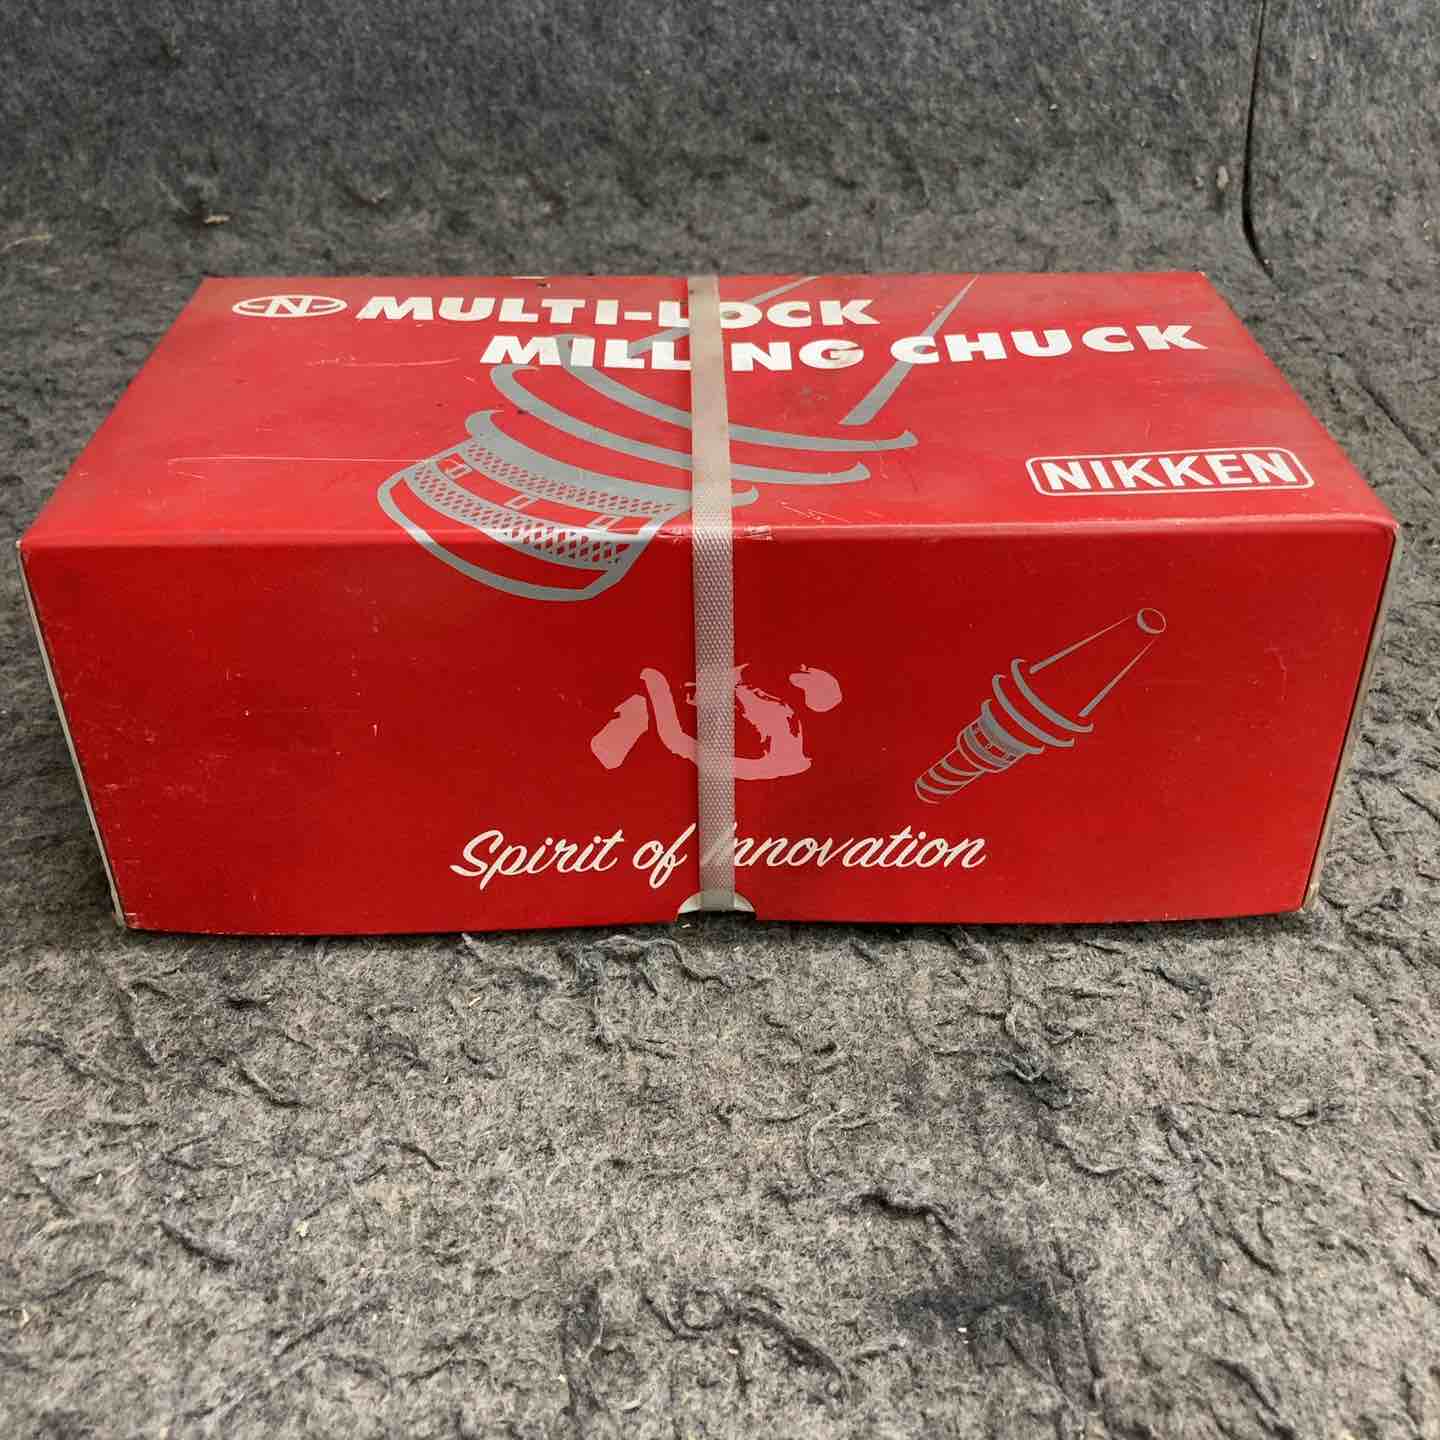 N MULTI-LOCK
MILLING CHUCK
NIKKEN
心
Spirit of Innovation